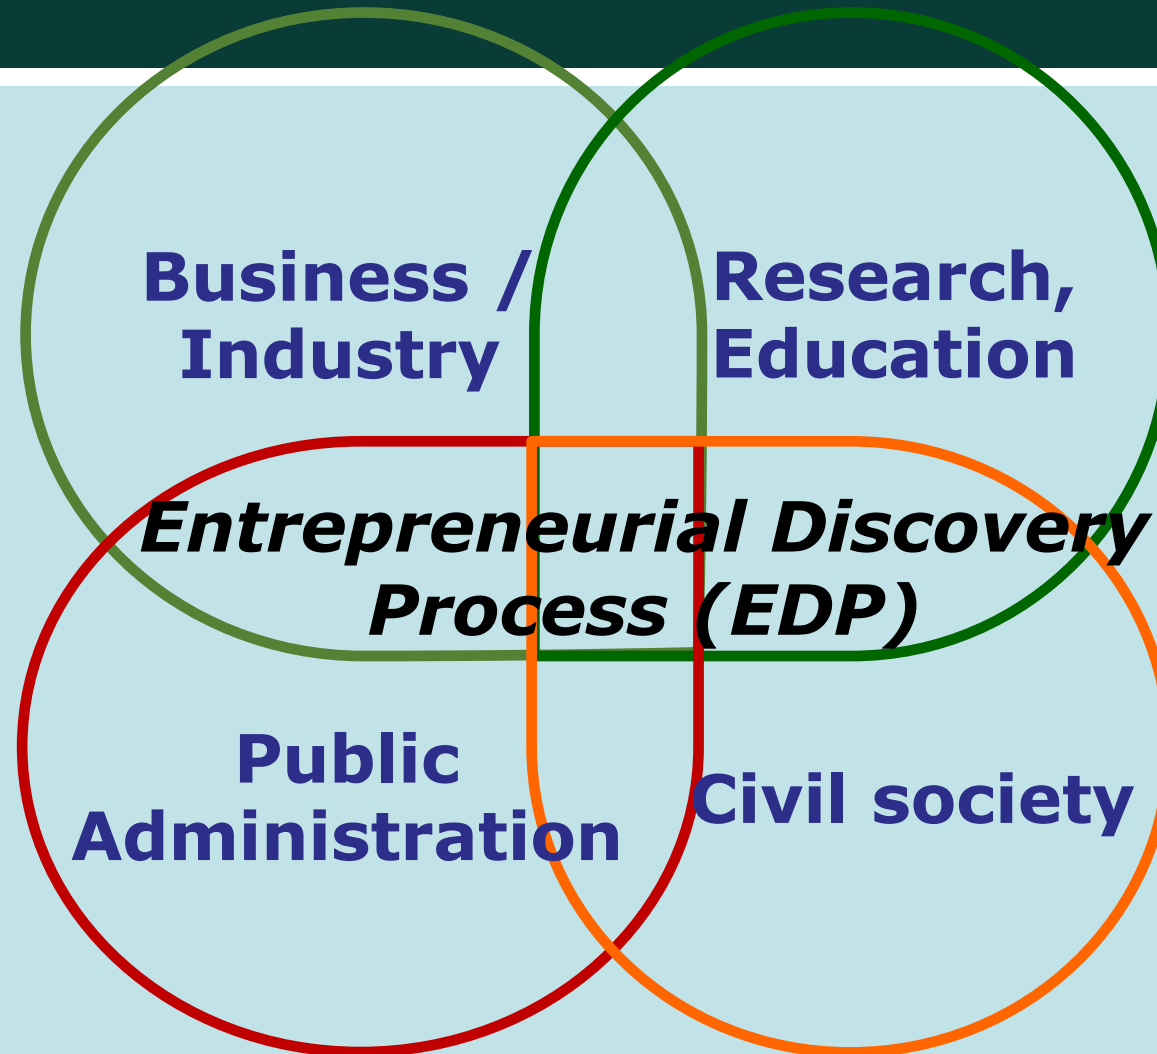 Business /
Industry
Research,
Education
Entrepreneurial Discovery
Process (EDP)
Public
Administration
Civil society